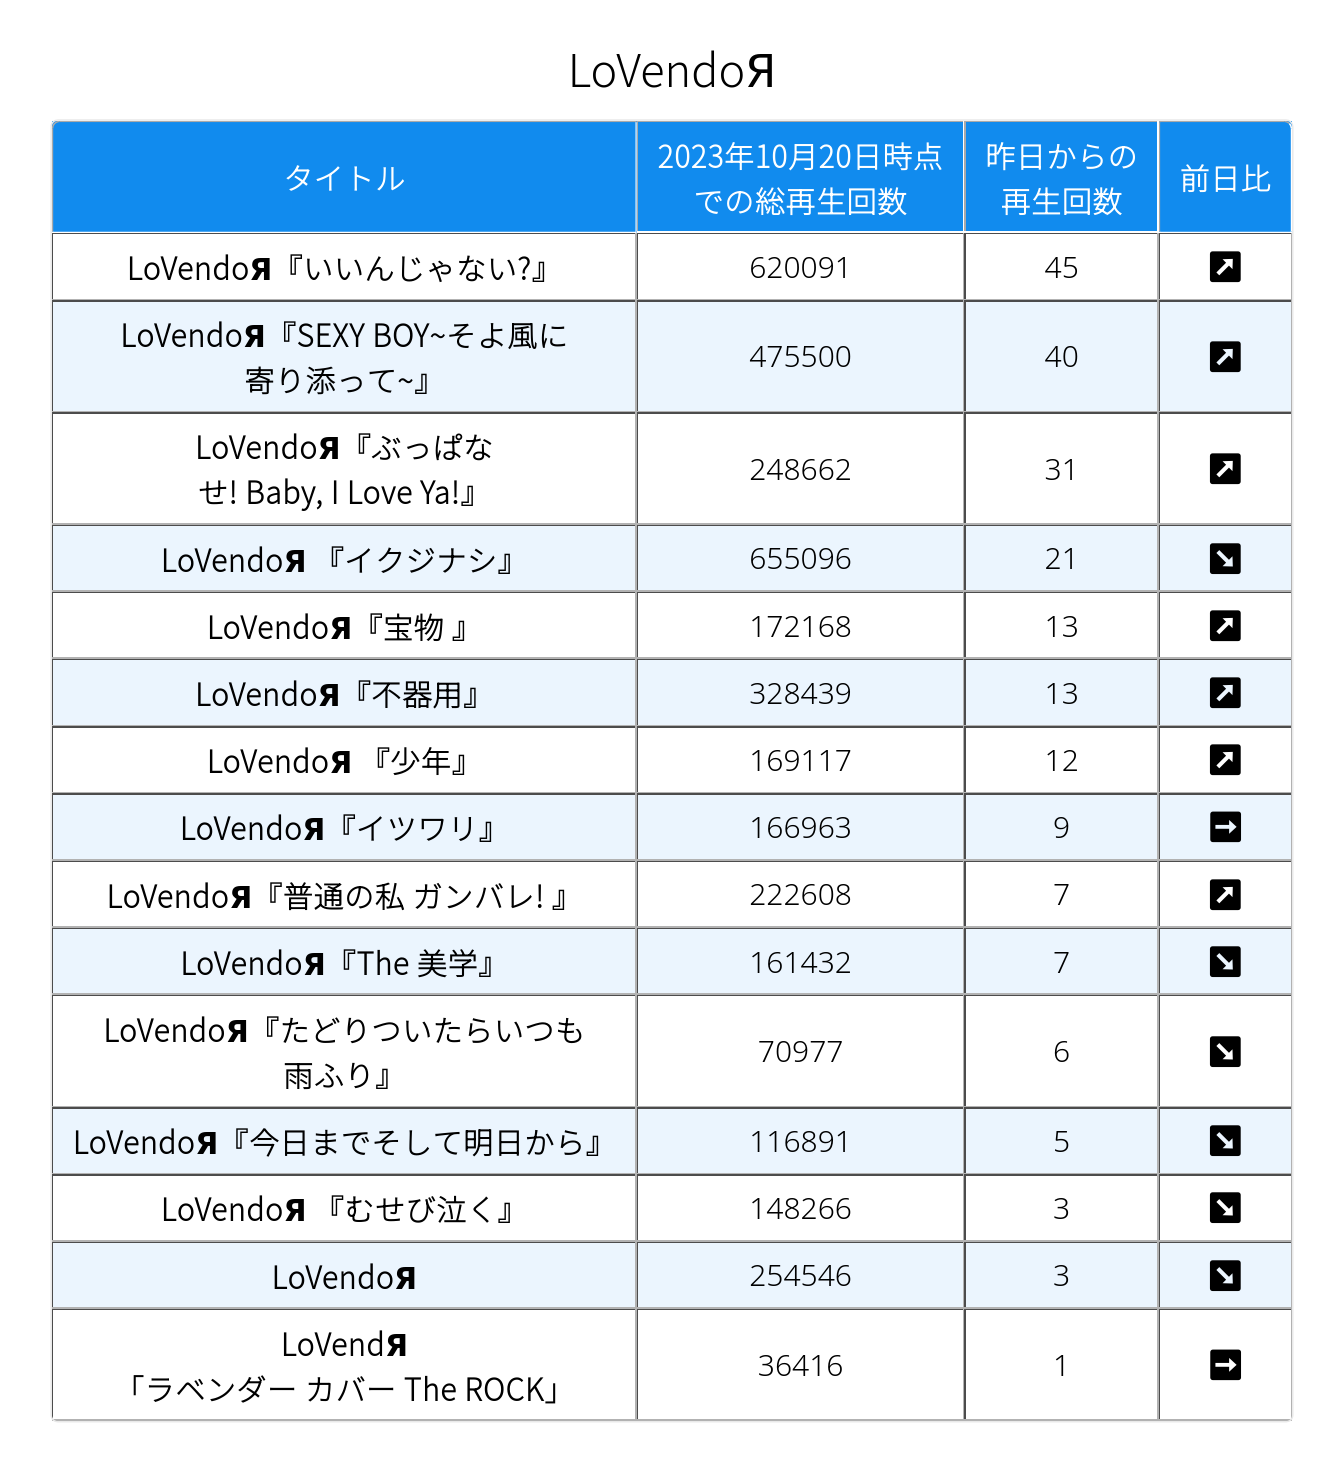 LoVendoЯ
タイトル
2023年10月20日時点
での総再生回数
昨日からの
再生回数
前日比
LoVendoЯ『いいんじゃない?』
620091
45
LoVendoЯ『SEXY BOY~そよ風に
寄り添って~』
475500
40
LoVendoЯ『ぶっぱな
せ! Baby, I Love Ya!』
248662
31
LoVendoЯ 『イクジナシ』
655096
21
LoVendoЯ『宝物 』
172168
13
LoVendoЯ『不器用』
328439
13
LoVendoЯ 『少年』
169117
12
LoVendoЯ『イツワリ』
166963
9
LoVendoЯ『普通の私 ガンバレ! 』
222608
7
LoVendoЯ『The 美学』
161432
7
LoVendoЯ『たどりついたらいつも
雨ふり』
70977
6
LoVendoЯ『今日までそして明日から』
116891
5
LoVendoЯ 『むせび泣く』
148266
3
LoVendoЯ
254546
3
LoVendЯ
「ラベンダー カバー The ROCK」
36416
1